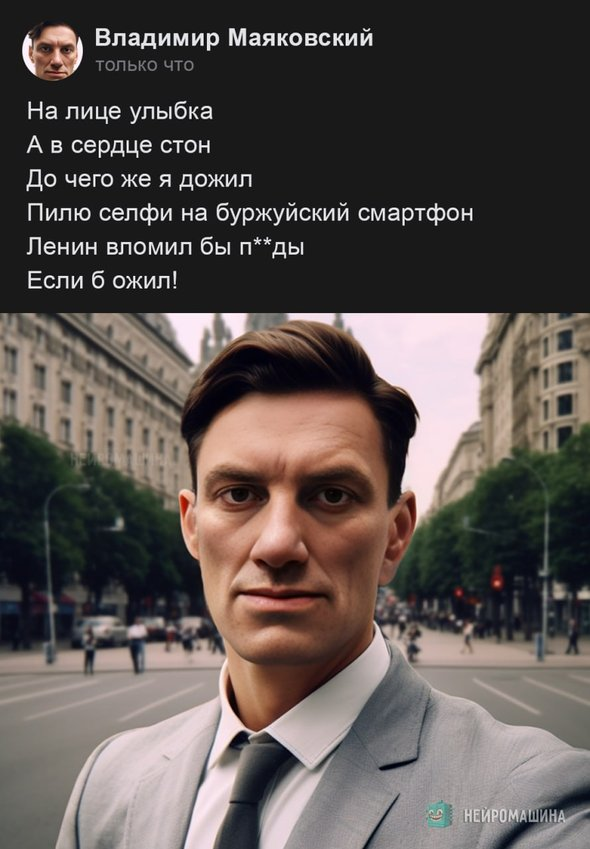 Владимир Маяковский
только что
На лице улыбка
А в сердце стон
До чего же я дожил
Пилю селфи на буржуйский смартфон
Ленин вломил бы п**ды
Если б ожил!
НЕЙРОМАШИНА
НЕЙРОМАШИНА